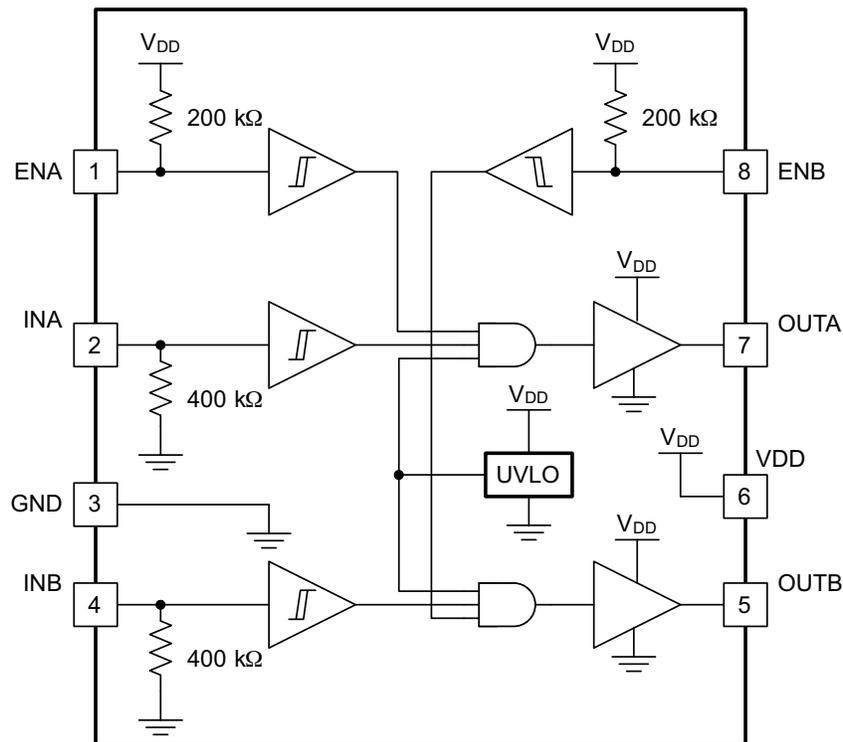 VDD
VDD
200 kΩ
200 kΩ
ENA
1
8
ENB
VDD
INA
2
7
OUTA
400 kΩ
VDD
VDD
VDD
UVLO
6
GND
3
VDD
INB
4
5
OUTB
400 kΩ